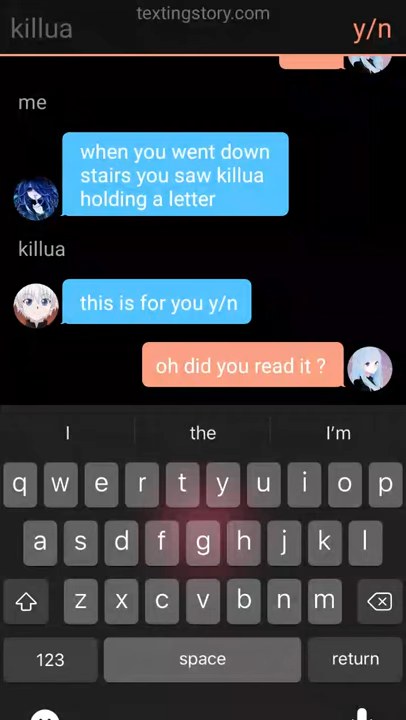 textingstory.com
killua
y/n
me
when you went down
stairs you saw killua
holding a letter
killua
this is for you y/n
oh did you read it ?
I the I'm
q w e r t y u i o p
a s d f g h j k l
z x c v b n m
123 space return